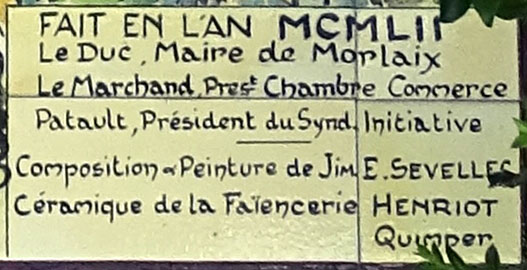 FAIT EN L'AN MCMLII
Le Duc, Maire de Morlaix
Le Marchand, Prest Chambre Commerce
Patault, Président du Synd. Initiative
Composition & Peinture de Jim E. SEVELLEC
Céramique de la Faïencerie HENRIOT
Quimper